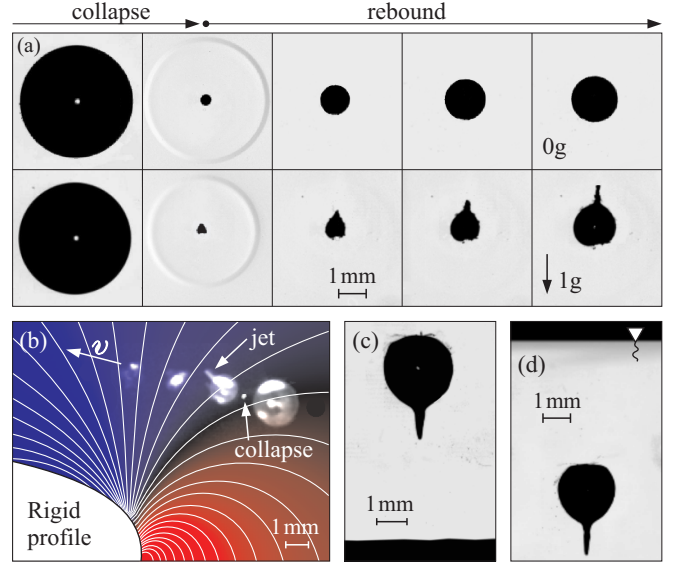 collapse rebound
(a)
0g
1 mm
1g
(b) v jet
collapse
Rigid
profile
1 mm
(c)
1 mm
(d)
1 mm